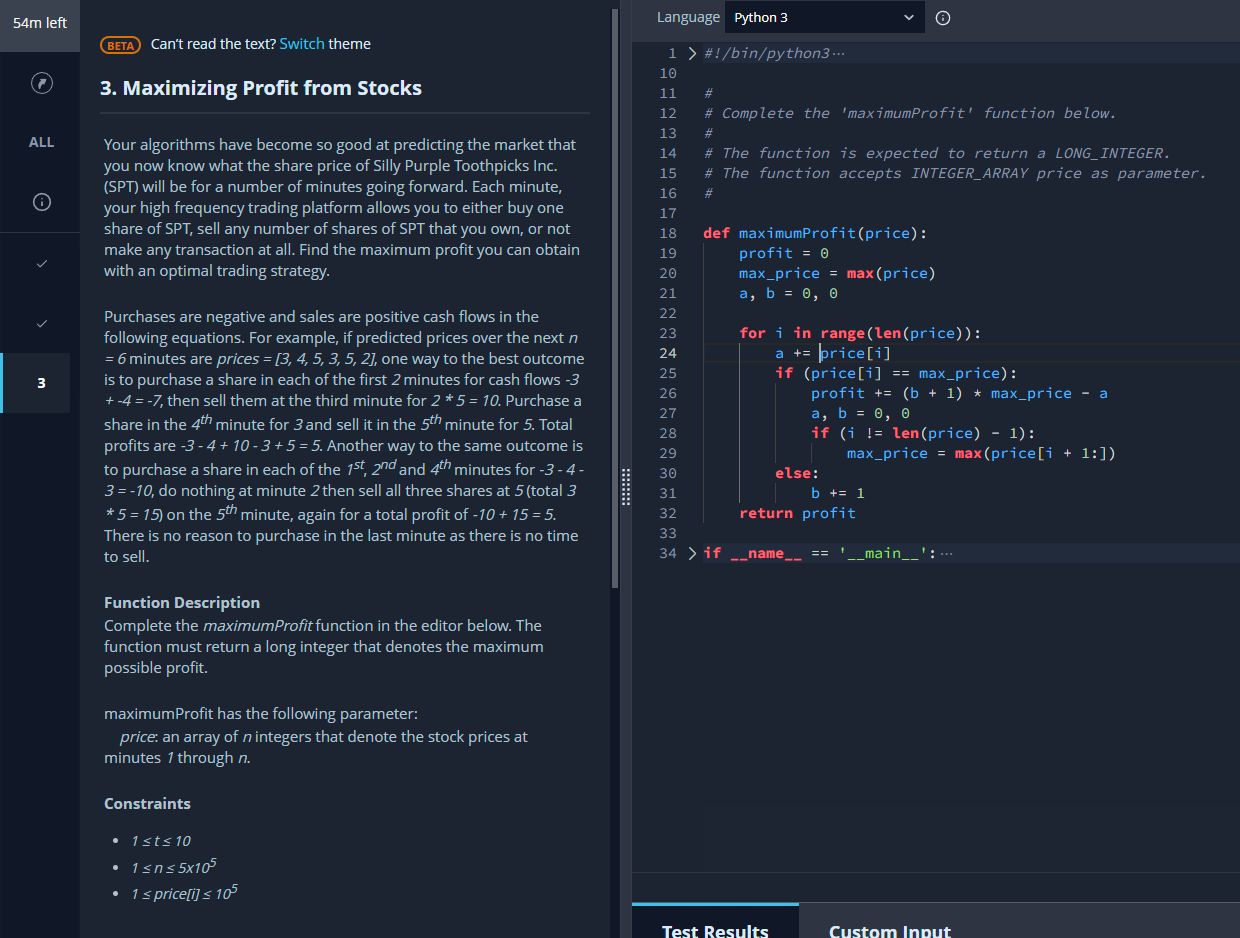 54m left
ALL
3
BETA Can't read the text? Switch theme
3. Maximizing Profit from Stocks
Your algorithms have become so good at predicting the market that
you now know what the share price of Silly Purple Toothpicks Inc.
(SPT) will be for a number of minutes going forward. Each minute,
your high frequency trading platform allows you to either buy one
share of SPT, sell any number of shares of SPT that you own, or not
make any transaction at all. Find the maximum profit you can obtain
with an optimal trading strategy.
Purchases are negative and sales are positive cash flows in the
following equations. For example, if predicted prices over the next n
= 6 minutes are prices = [3, 4, 5, 3, 5, 2], one way to the best outcome
is to purchase a share in each of the first 2 minutes for cash flows -3
+ -4 = -7, then sell them at the third minute for 2 * 5 = 10. Purchase a
share in the 4th minute for 3 and sell it in the 5th minute for 5. Total
profits are -3 - 4 + 10 - 3 + 5 = 5. Another way to the same outcome is
to purchase a share in each of the 1st, 2nd and 4th minutes for -3 - 4 -
3 = -10, do nothing at minute 2 then sell all three shares at 5 (total 3
* 5 = 15) on the 5th minute, again for a total profit of -10 + 15 = 5.
There is no reason to purchase in the last minute as there is no time
to sell.
Function Description
Complete the maximumProfit function in the editor below. The
function must return a long integer that denotes the maximum
possible profit.
maximumProfit has the following parameter:
price: an array of n integers that denote the stock prices at
minutes 1 through n.
Constraints
• 1 ≤ t ≤ 10
• 1 ≤ n ≤ 5x10^5
• 1 ≤ price[i] ≤ 10^5
Language Python 3
1 #!/bin/python3⋯
10
11 #
12 # Complete the 'maximumProfit' function below.
13 #
14 # The function is expected to return a LONG_INTEGER.
15 # The function accepts INTEGER_ARRAY price as parameter.
16 #
17
18 def maximumProfit(price):
19     profit = 0
20     max_price = max(price)
21     a, b = 0, 0
22
23     for i in range(len(price)):
24         a += price[i]
25         if (price[i] == max_price):
26             profit += (b + 1) * max_price - a
27             a, b = 0, 0
28             if (i != len(price) - 1):
29                 max_price = max(price[i + 1:])
30         else:
31             b += 1
32     return profit
33
34 if __name__ == '__main__':⋯
Test Results Custom Input